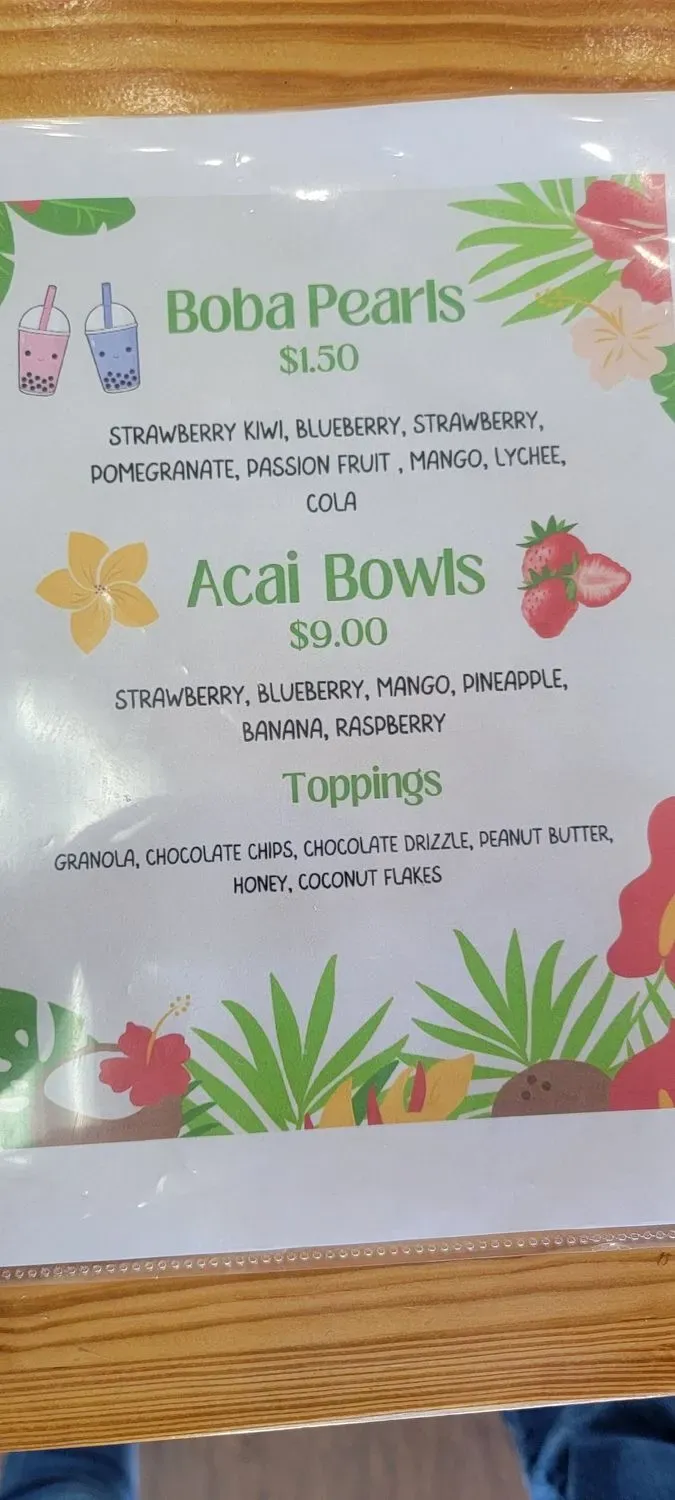 Boba Pearls
$1.50
STRAWBERRY KIWI, BLUEBERRY, STRAWBERRY,
POMEGRANATE, PASSION FRUIT , MANGO, LYCHEE,
COLA
Acai Bowls
$9.00
STRAWBERRY, BLUEBERRY, MANGO, PINEAPPLE,
BANANA, RASPBERRY
Toppings
GRANOLA, CHOCOLATE CHIPS, CHOCOLATE DRIZZLE, PEANUT BUTTER,
HONEY, COCONUT FLAKES